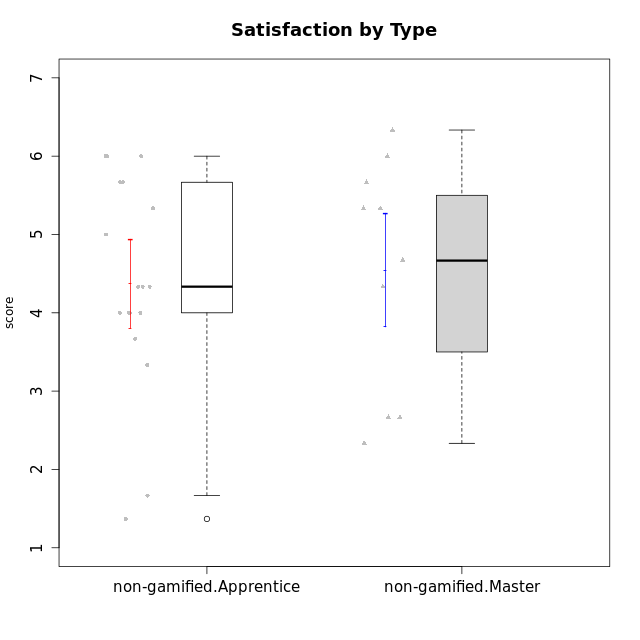 Satisfaction by Type
score
7
6
5
4
3
2
1
non-gamified.Apprentice
non-gamified.Master